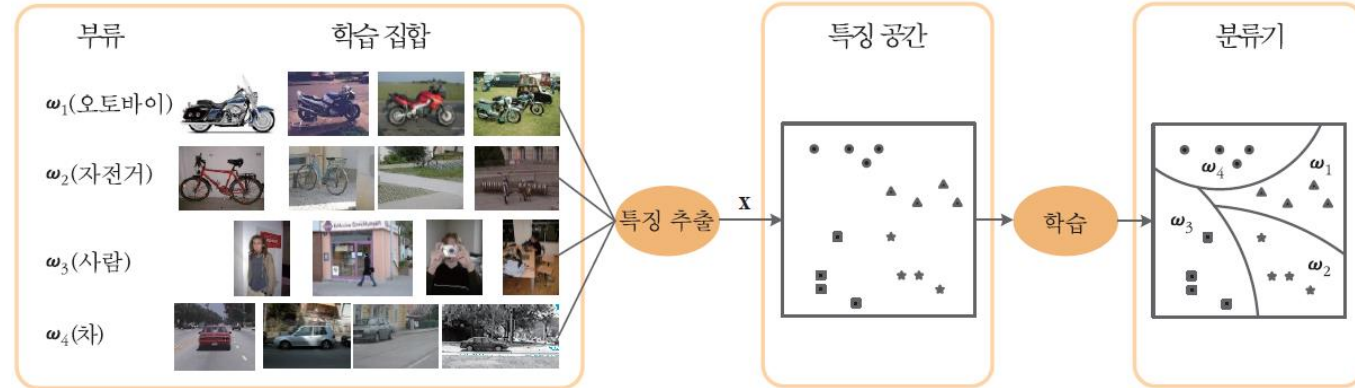 부류
학습 집합
ω₁(오토바이)
ω₂(자전거)
ω₃(사람)
ω₄(차)
특징 추출
x
특징 공간
학습
분류기
ω₄
ω₁
ω₃
ω₂